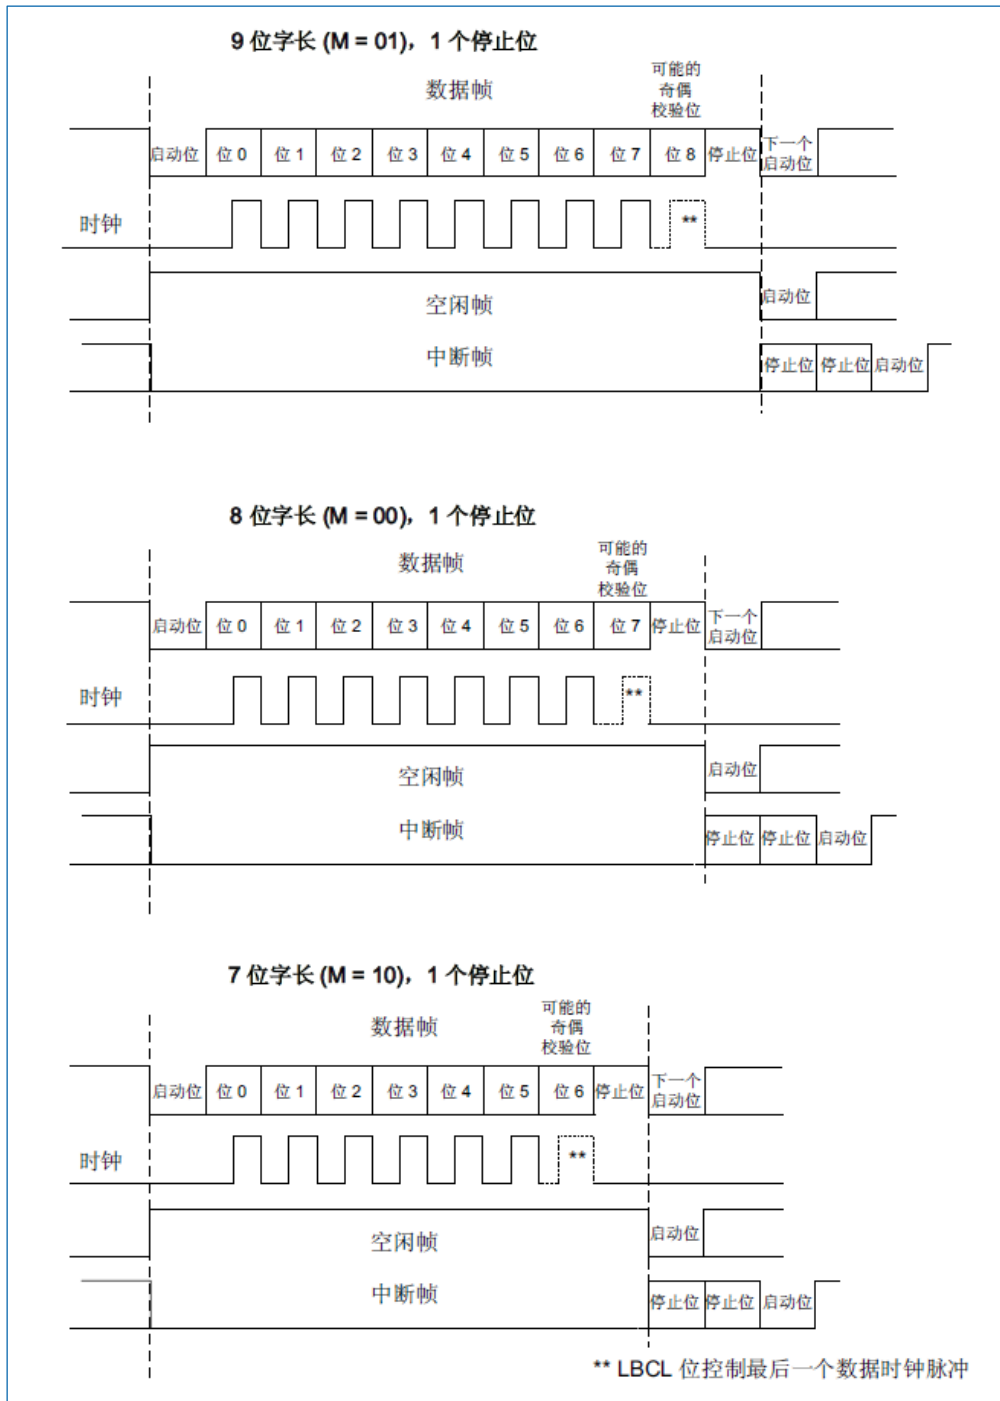 9 位字长 (M = 01)，1 个停止位
数据帧
可能的
奇偶
校验位
启动位 位 0 位 1 位 2 位 3 位 4 位 5 位 6 位 7 位 8 停止位 下一个
启动位
时钟 **
空闲帧 启动位
中断帧 停止位 停止位 启动位
8 位字长 (M = 00)，1 个停止位
数据帧
可能的
奇偶
校验位
启动位 位 0 位 1 位 2 位 3 位 4 位 5 位 6 位 7 停止位 下一个
启动位
时钟 **
空闲帧 启动位
中断帧 停止位 停止位 启动位
7 位字长 (M = 10)，1 个停止位
数据帧
可能的
奇偶
校验位
启动位 位 0 位 1 位 2 位 3 位 4 位 5 位 6 停止位 下一个
启动位
时钟 **
空闲帧 启动位
中断帧 停止位 停止位 启动位
** LBCL 位控制最后一个数据时钟脉冲